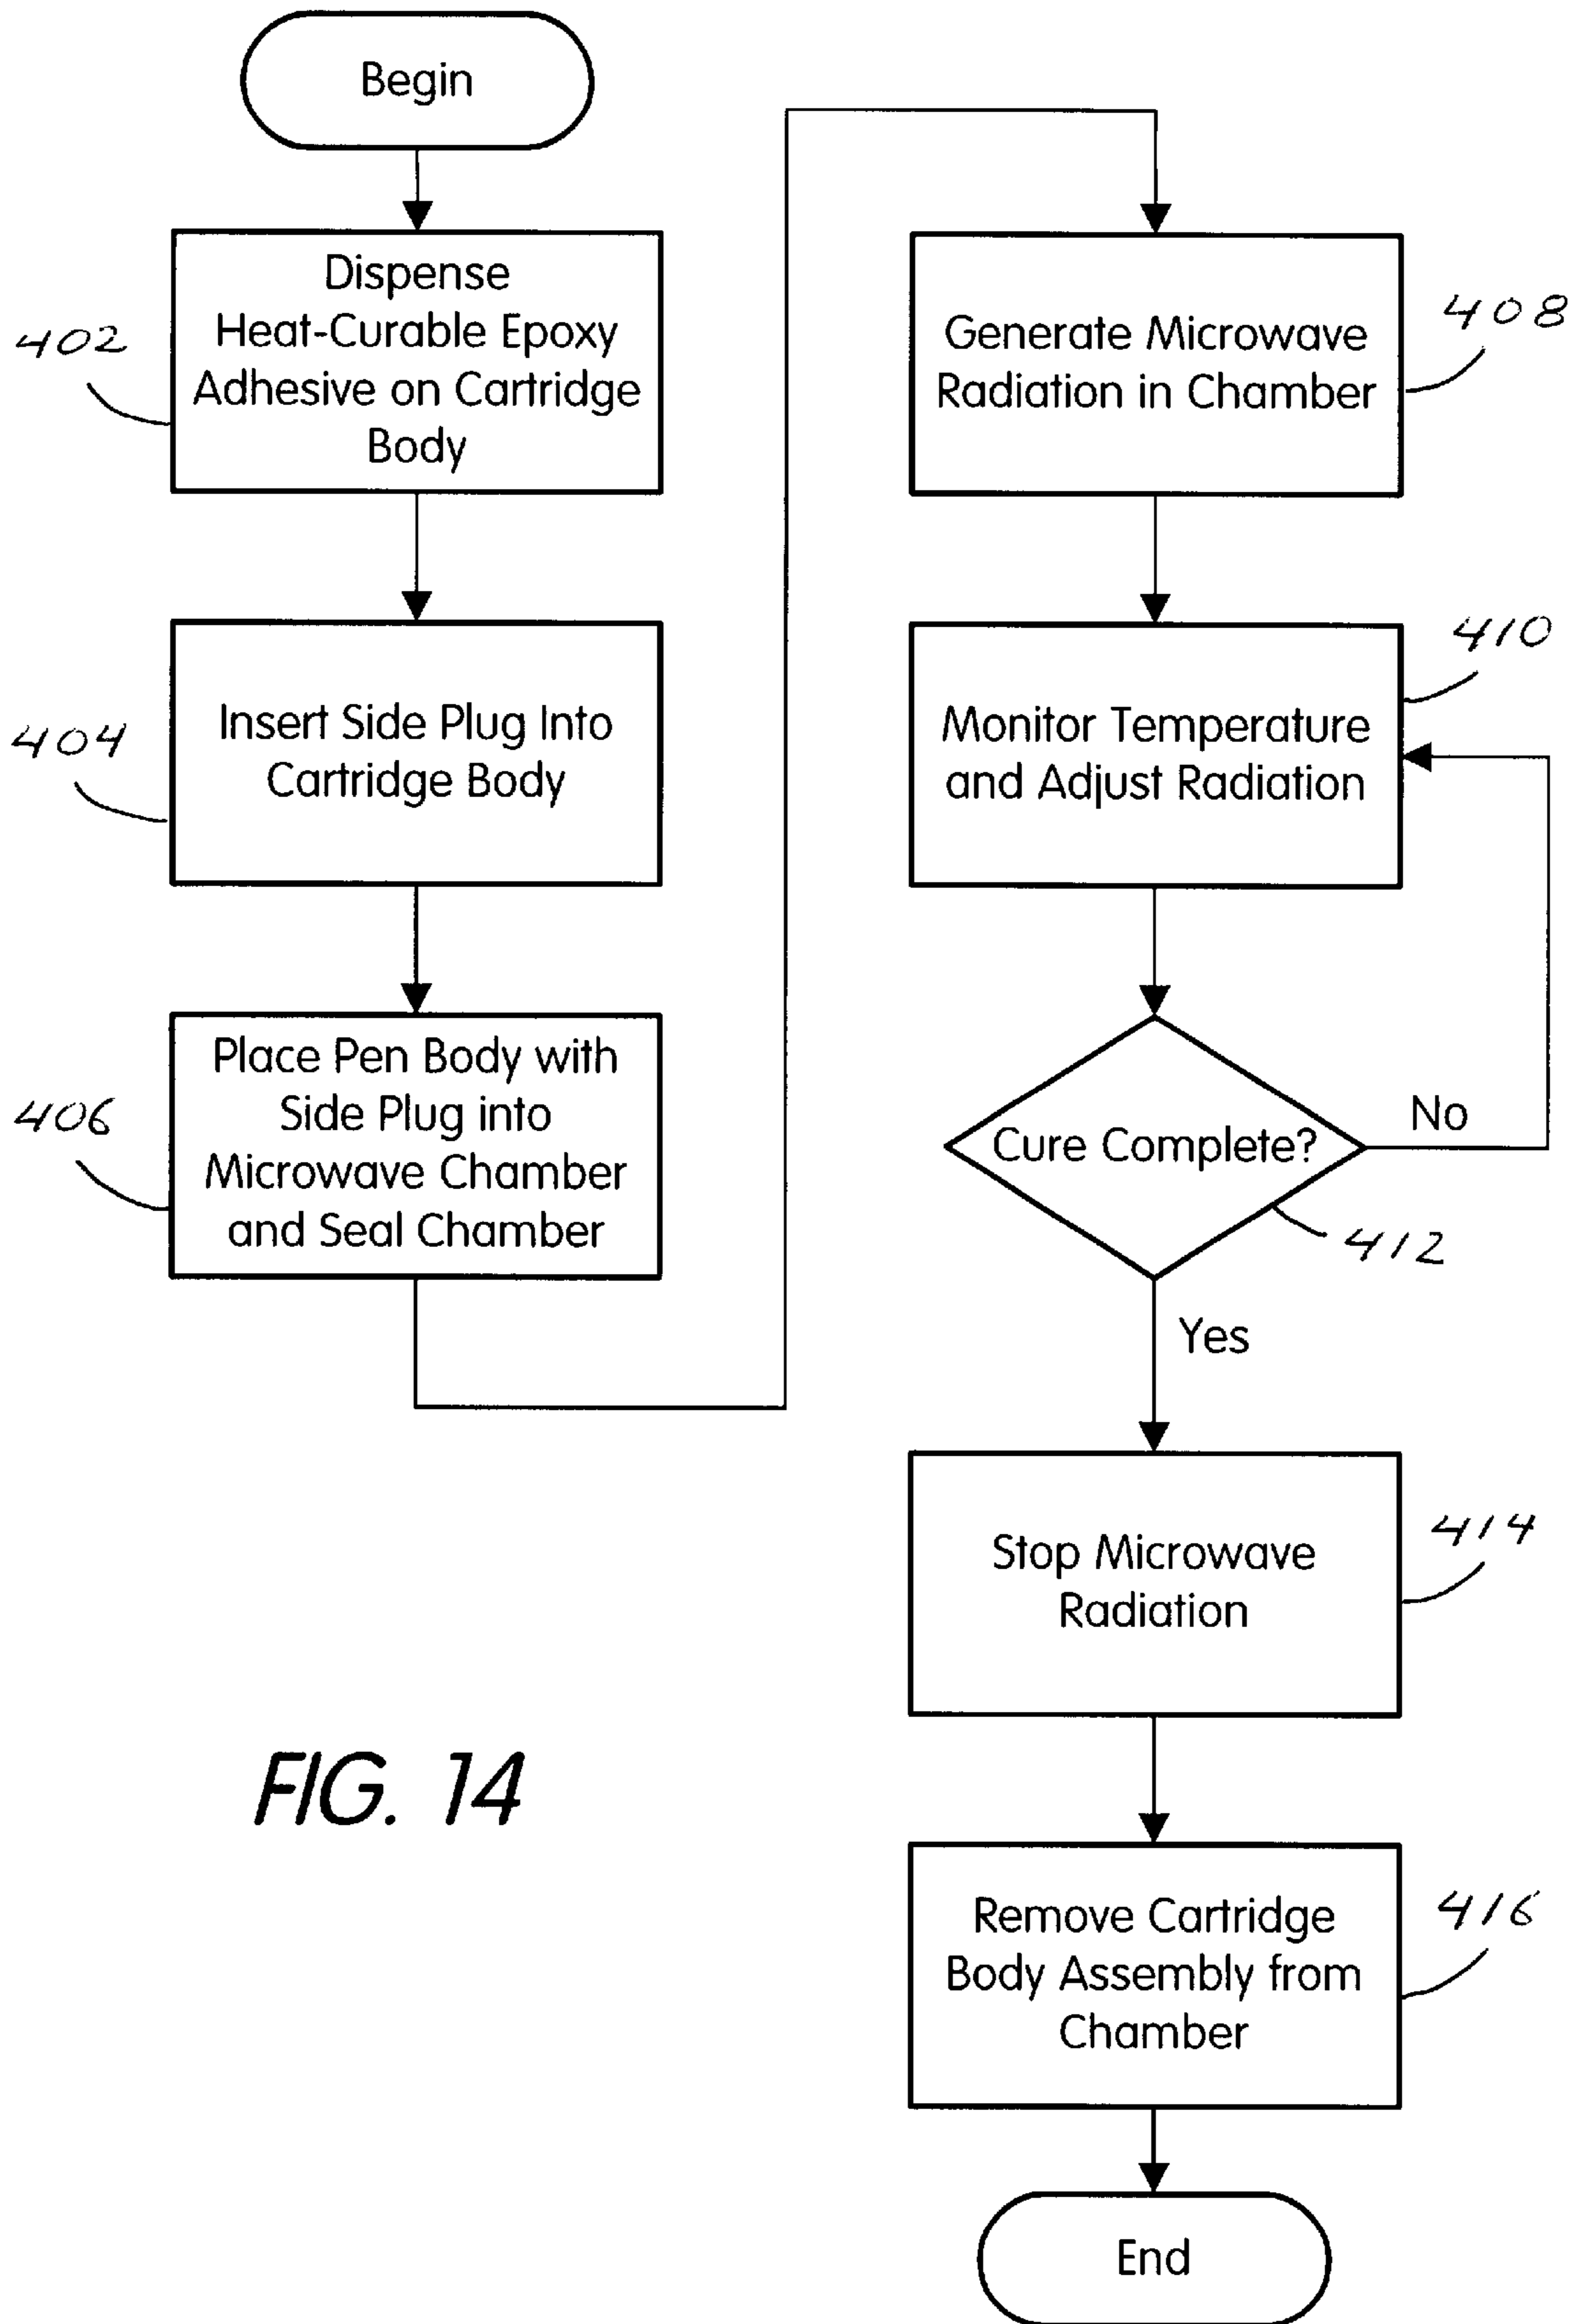 Begin
402
Dispense
Heat-Curable Epoxy
Adhesive on Cartridge
Body
404
Insert Side Plug Into
Cartridge Body
406
Place Pen Body with
Side Plug into
Microwave Chamber
and Seal Chamber
408
Generate Microwave
Radiation in Chamber
410
Monitor Temperature
and Adjust Radiation
Cure Complete?
No
412
Yes
414
Stop Microwave
Radiation
416
Remove Cartridge
Body Assembly from
Chamber
End
FIG. 14